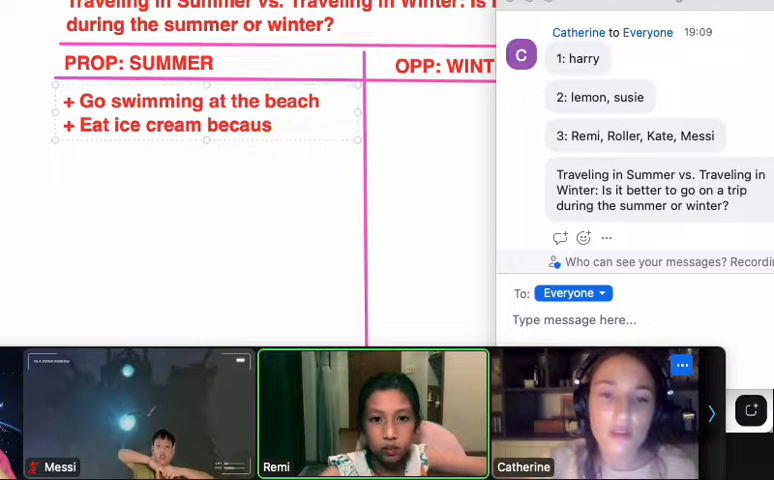 Traveling in Summer vs. Traveling in Winter: Is
during the summer or winter?
PROP: SUMMER
OPP: WINT
+ Go swimming at the beach
+ Eat ice cream becaus
Catherine to Everyone 19:09
C
1: harry
2: lemon, susie
3: Remi, Roller, Kate, Messi
Traveling in Summer vs. Traveling in
Winter: Is it better to go on a trip
during the summer or winter?
Who can see your messages? Recordin
To: Everyone
Type message here...
Messi
Remi
Catherine